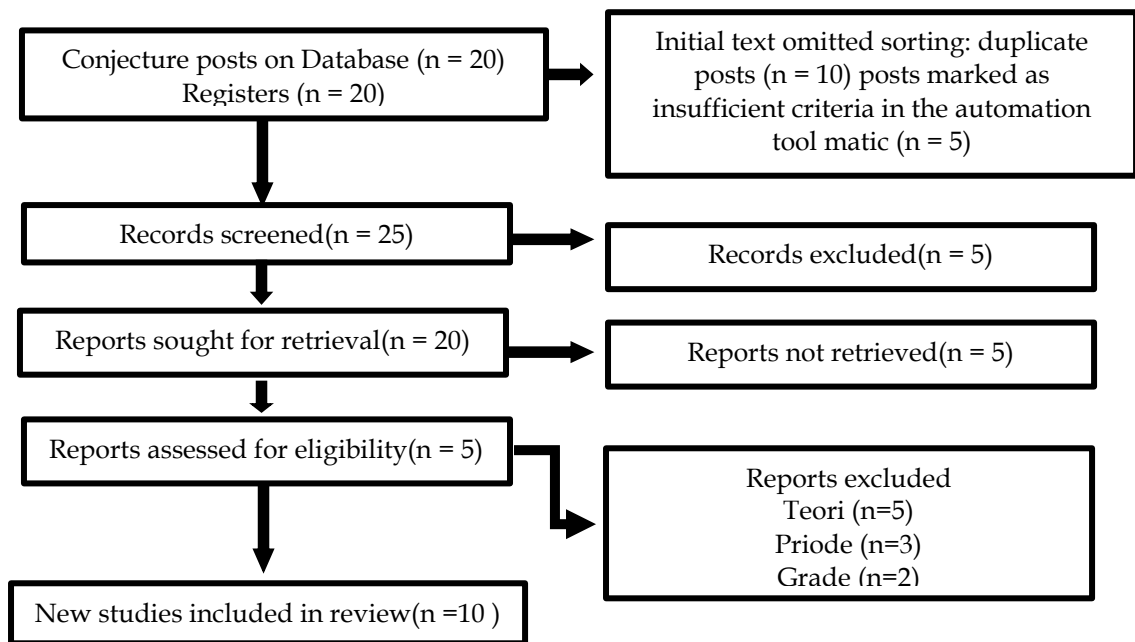 Conjecture posts on Database (n = 20)
Registers (n = 20)
Initial text omitted sorting: duplicate
posts (n = 10) posts marked as
insufficient criteria in the automation
tool matic (n = 5)
Records screened(n = 25)
Records excluded(n = 5)
Reports sought for retrieval(n = 20)
Reports not retrieved(n = 5)
Reports assessed for eligibility(n = 5)
Reports excluded
Teori (n=5)
Priode (n=3)
Grade (n=2)
New studies included in review(n =10 )